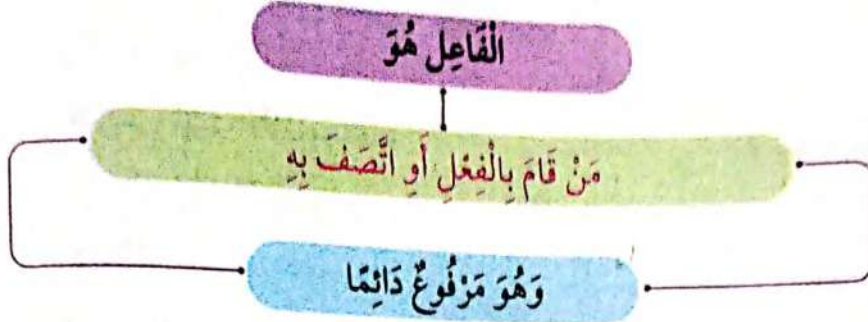 الْفَاعِل هُوَ
مَنْ قَامَ بِالْفِعْلِ أَوِ اتَّصَفَ بِهِ
وَهُوَ مَرْفُوعٌ دَائِمًا